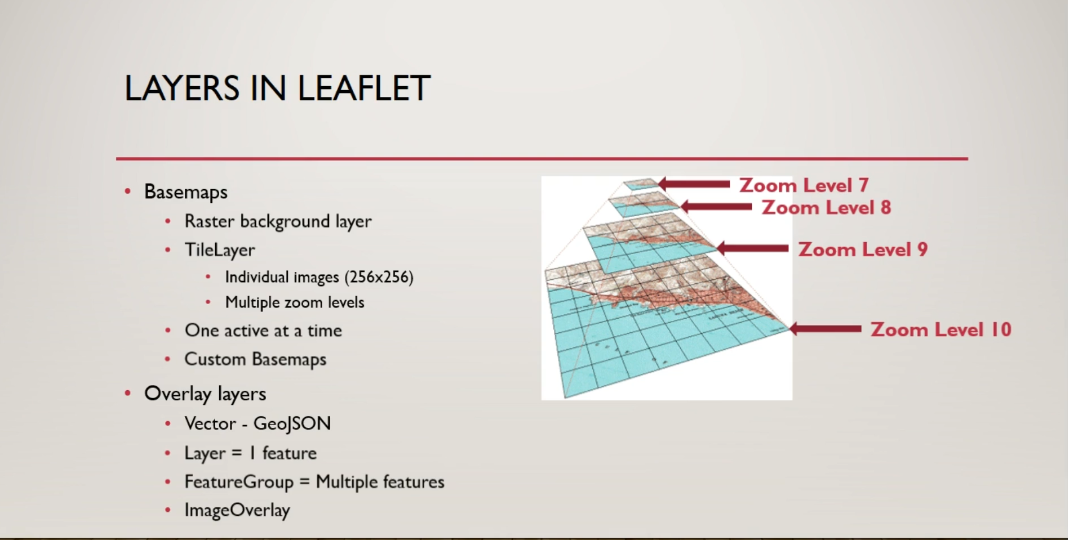 LAYERS IN LEAFLET
• Basemaps
• Raster background layer
• TileLayer
• Individual images (256x256)
• Multiple zoom levels
• One active at a time
• Custom Basemaps
• Overlay layers
• Vector - GeoJSON
• Layer = 1 feature
• FeatureGroup = Multiple features
• ImageOverlay
Zoom Level 7
Zoom Level 8
Zoom Level 9
Zoom Level 10